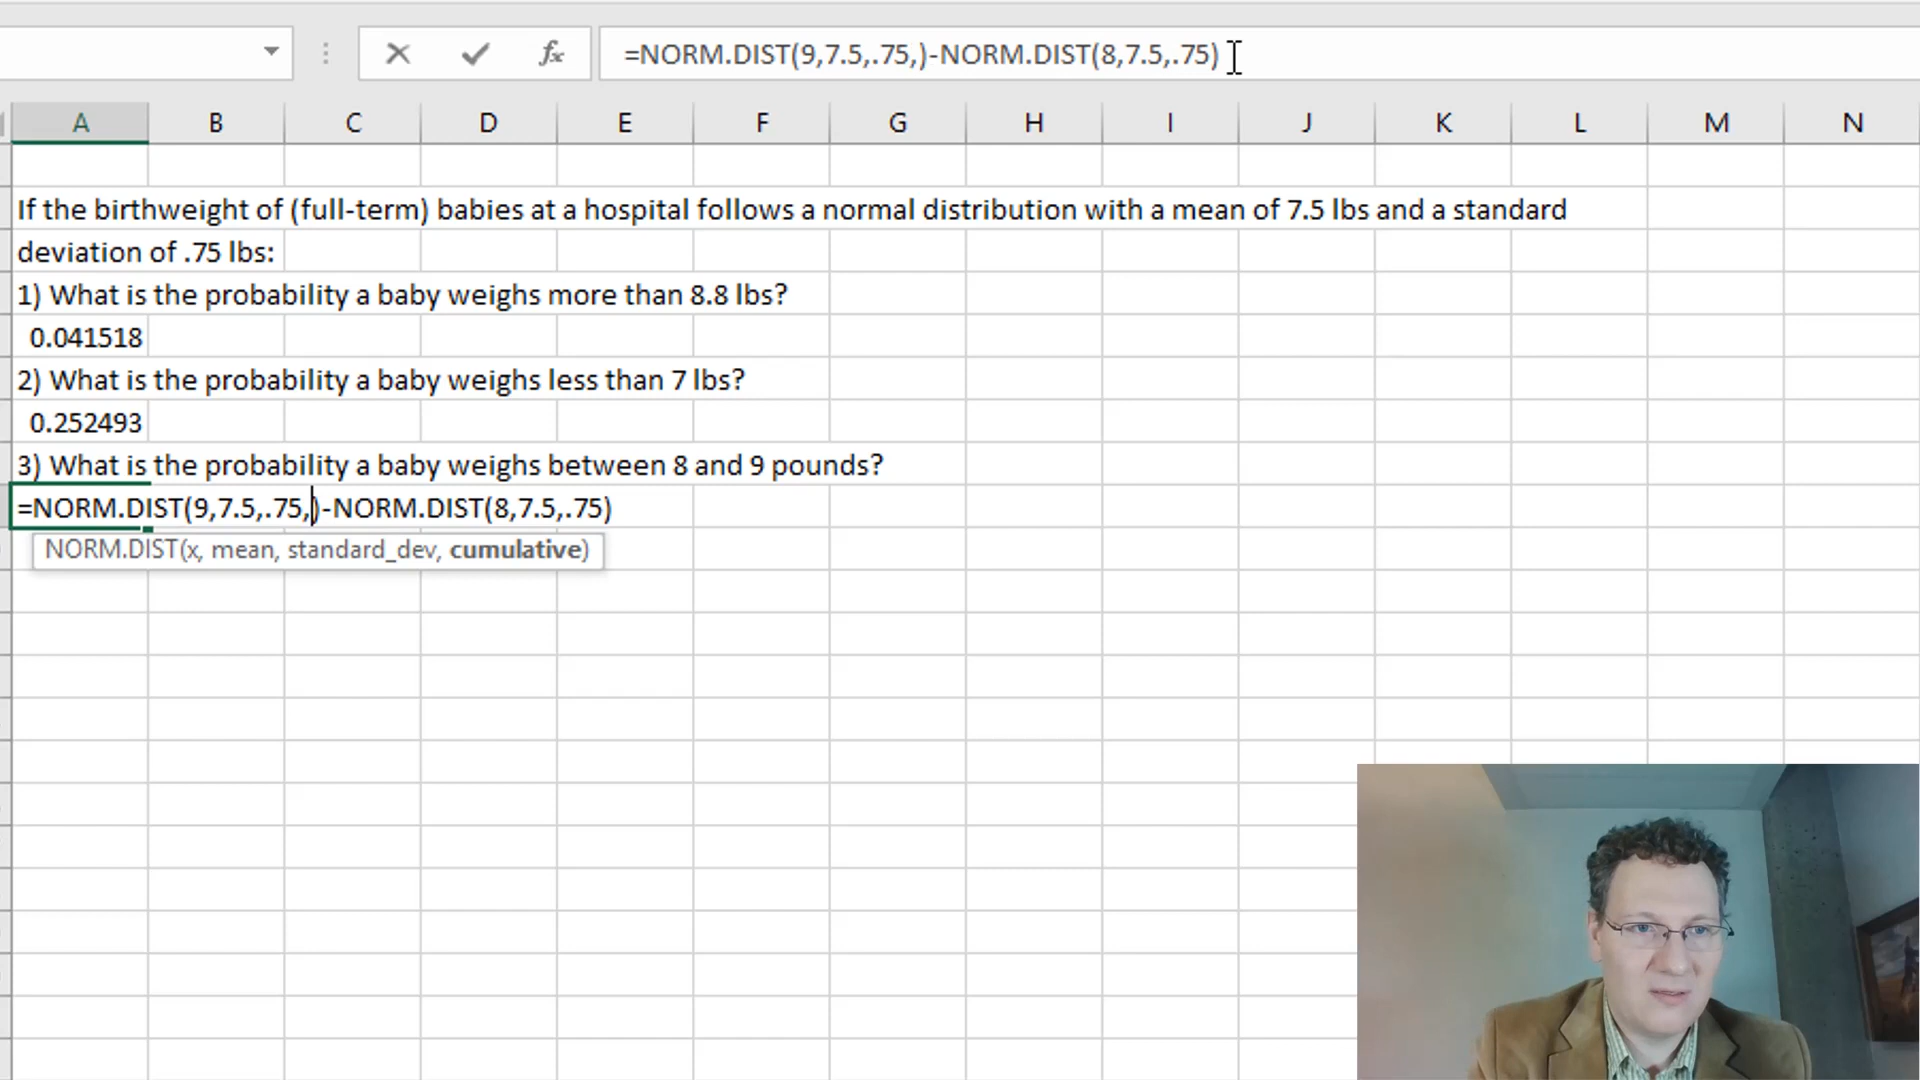 =NORM.DIST(9,7.5,.75,)-NORM.DIST(8,7.5,.75)
A B C D E F G H I J K L M N
If the birthweight of (full-term) babies at a hospital follows a normal distribution with a mean of 7.5 lbs and a standard
deviation of .75 lbs:
1) What is the probability a baby weighs more than 8.8 lbs?
0.041518
2) What is the probability a baby weighs less than 7 lbs?
0.252493
3) What is the probability a baby weighs between 8 and 9 pounds?
=NORM.DIST(9,7.5,.75,)-NORM.DIST(8,7.5,.75)
NORM.DIST(x, mean, standard_dev, cumulative)